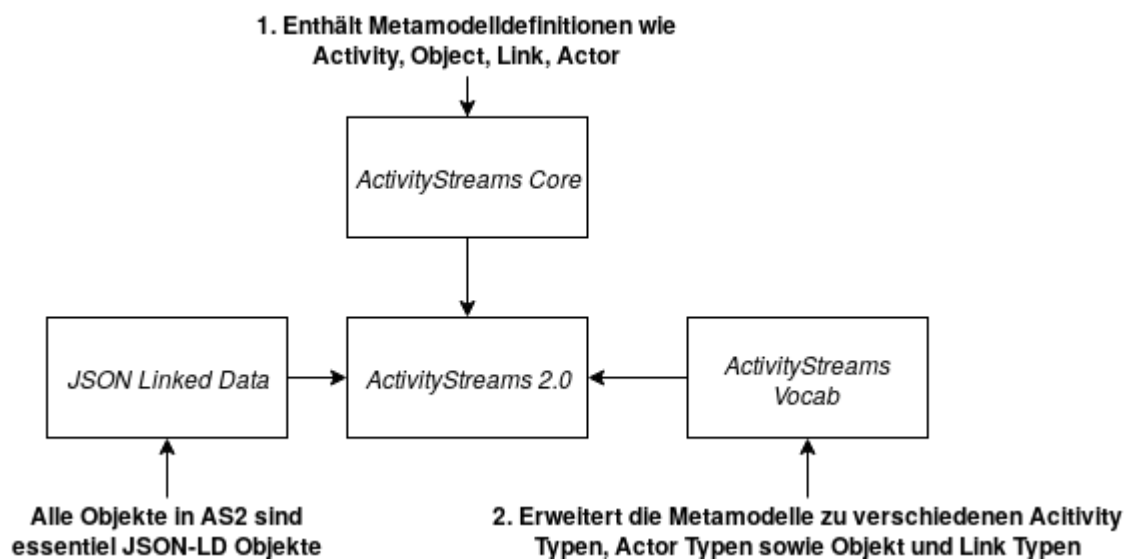 1. Enthält Metamodelldefinitionen wie
Activity, Object, Link, Actor
ActivityStreams Core
JSON Linked Data
ActivityStreams 2.0
ActivityStreams
Vocab
Alle Objekte in AS2 sind
essentiel JSON-LD Objekte
2. Erweitert die Metamodelle zu verschiedenen Acitivity
Typen, Actor Typen sowie Objekt und Link Typen